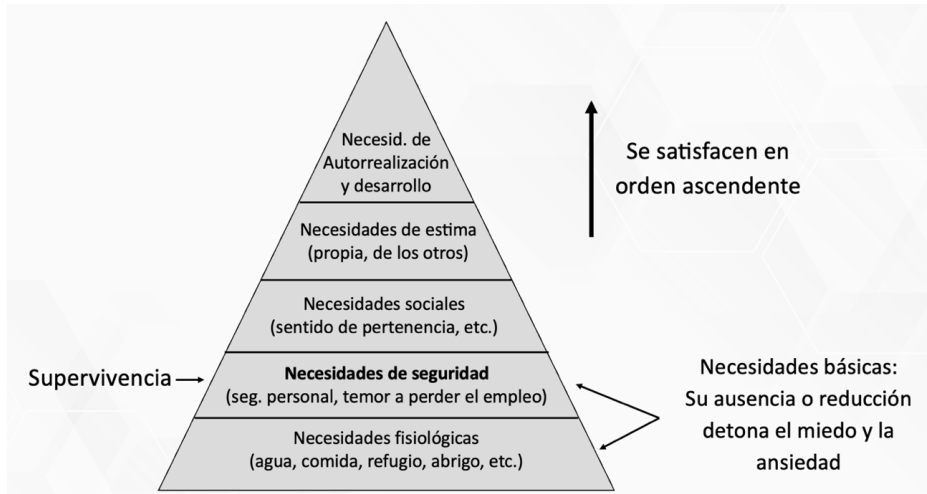 Necesid. de
Autorrealización
y desarrollo
Se satisfacen en
orden ascendente
Necesidades de estima
(propia, de los otros)
Necesidades sociales
(sentido de pertenencia, etc.)
Supervivencia
Necesidades de seguridad
(seg. personal, temor a perder el empleo)
Necesidades fisiológicas
(agua, comida, refugio, abrigo, etc.)
Necesidades básicas:
Su ausencia o reducción
detona el miedo y la
ansiedad